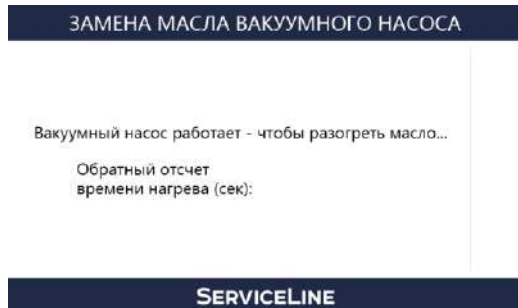 ЗАМЕНА МАСЛА ВАКУУМНОГО НАСОСА
Вакуумный насос работает - чтобы разогреть масло...
Обратный отсчет
времени нагрева (сек):
SERVICELINE